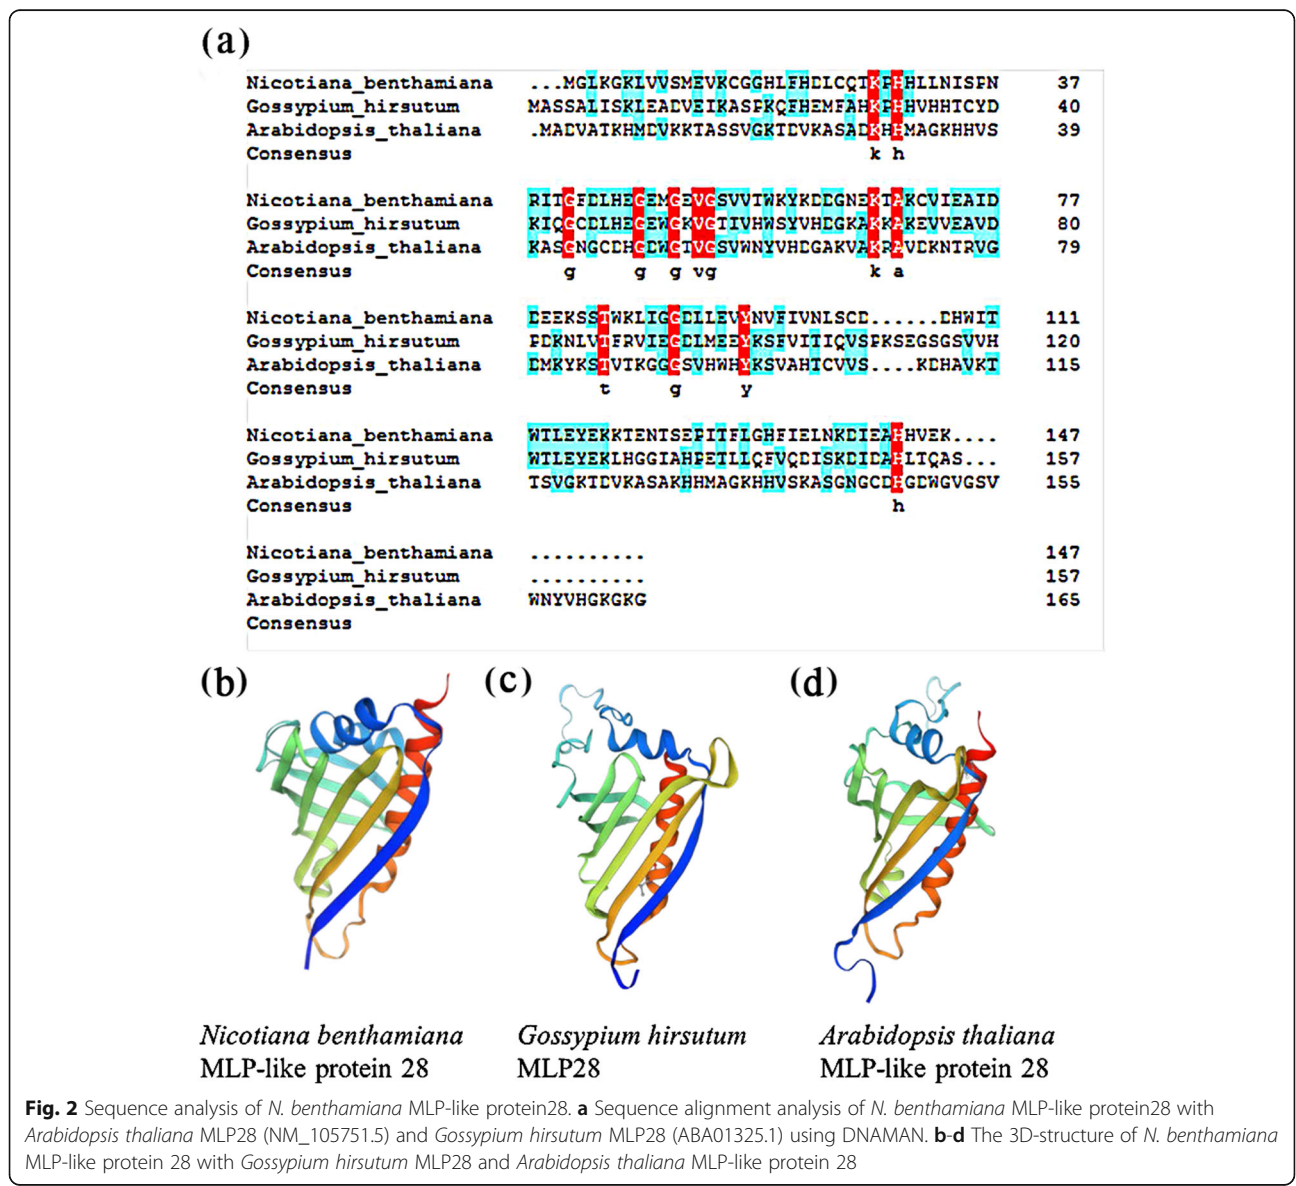 (a)
Nicotiana_benthamiana ...MGLKGKLVVSMEVKCGGHLFHDLCQTKPHHLLNISPN 37
Gossypium_hirsutum MASSALISKLEADVEIKASPKQFHEMFAHKPHHVHHTCYD 40
Arabidopsis_thaliana .MADVATKHMDVKKTASSVGKTDVKASADKHHMAGKHHVS 39
Consensus k h
Nicotiana_benthamiana RITGFDLHEGEMGEVGSVVTWKYKDDGNEKTAKCVIEAID 77
Gossypium_hirsutum KIQGCDLHEGEWGKVGTIVHWSYVHDGKAKKAKEVVEAVD 80
Arabidopsis_thaliana KASGNGCDHGDWGTVGSVWNYVHDGAKVAKRAVDKNTRVG 79
Consensus g g g vg k a
Nicotiana_benthamiana DEEKSSTWKLIGGDLLEVYNVFIVNLSCD......DHWIT 111
Gossypium_hirsutum PDKNLVTFRVIEGDLMEEYKSFVITIQVSPKSEGSGSVVH 120
Arabidopsis_thaliana DMKYKSTVTKGGGSVHWHYKSVAHTCVVS....KDHAVKT 115
Consensus t g y
Nicotiana_benthamiana WTLEYEKKTENTSEPITFLGHFIELNKDIEAHHVEK.... 147
Gossypium_hirsutum WTLEYEKLHGGIAHPETLLQFVQDISKDIDAHLTQAS... 157
Arabidopsis_thaliana TSVGKTDVKASAKHHMAGKHHVSKASGNGCDHGDWGVGSV 155
Consensus h
Nicotiana_benthamiana .......... 147
Gossypium_hirsutum .......... 157
Arabidopsis_thaliana WNYVHGKGKG 165
Consensus
(b) (c) (d)
Nicotiana benthamiana Gossypium hirsutum Arabidopsis thaliana
MLP-like protein 28 MLP28 MLP-like protein 28
Fig. 2 Sequence analysis of N. benthamiana MLP-like protein28. a Sequence alignment analysis of N. benthamiana MLP-like protein28 with
Arabidopsis thaliana MLP28 (NM_105751.5) and Gossypium hirsutum MLP28 (ABA01325.1) using DNAMAN. b-d The 3D-structure of N. benthamiana
MLP-like protein 28 with Gossypium hirsutum MLP28 and Arabidopsis thaliana MLP-like protein 28